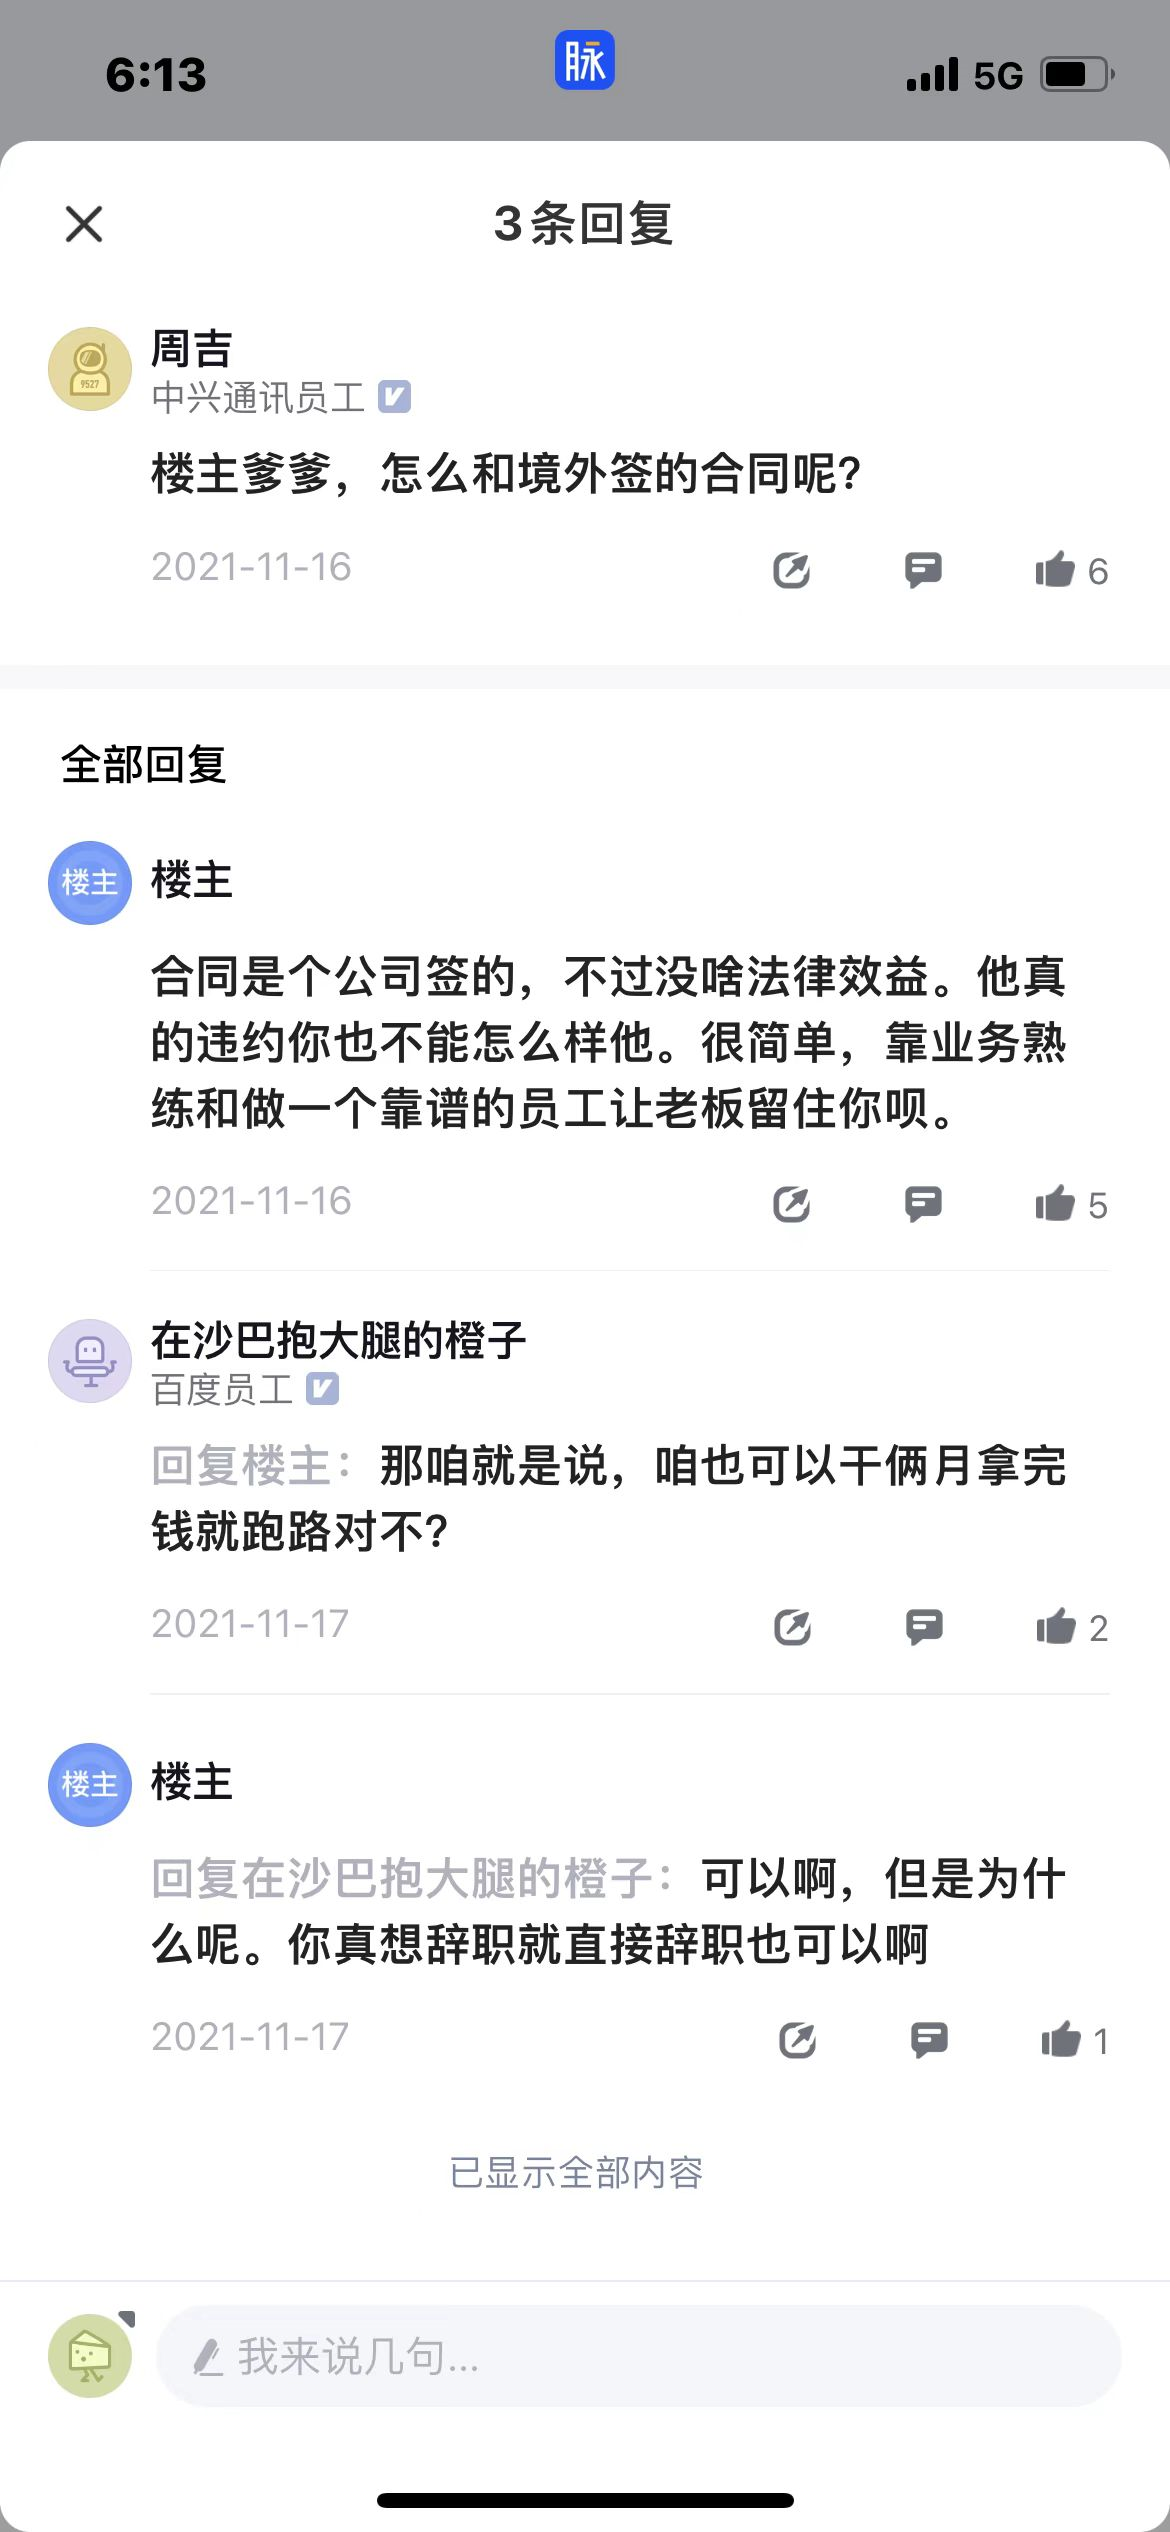 6:13
脉
5G
3条回复
9527
周吉
中兴通讯员工
楼主爹爹，怎么和境外签的合同呢?
2021-11-16
6
全部回复
楼主
楼主
合同是个公司签的，不过没啥法律效益。他真
的违约你也不能怎么样他。很简单，靠业务熟
练和做一个靠谱的员工让老板留住你呗。
2021-11-16
5
在沙巴抱大腿的橙子
百度员工
回复楼主：那咱就是说，咱也可以干俩月拿完
钱就跑路对不?
2021-11-17
2
楼主
楼主
回复在沙巴抱大腿的橙子：可以啊，但是为什
么呢。你真想辞职就直接辞职也可以啊
2021-11-17
1
已显示全部内容
我来说几句...